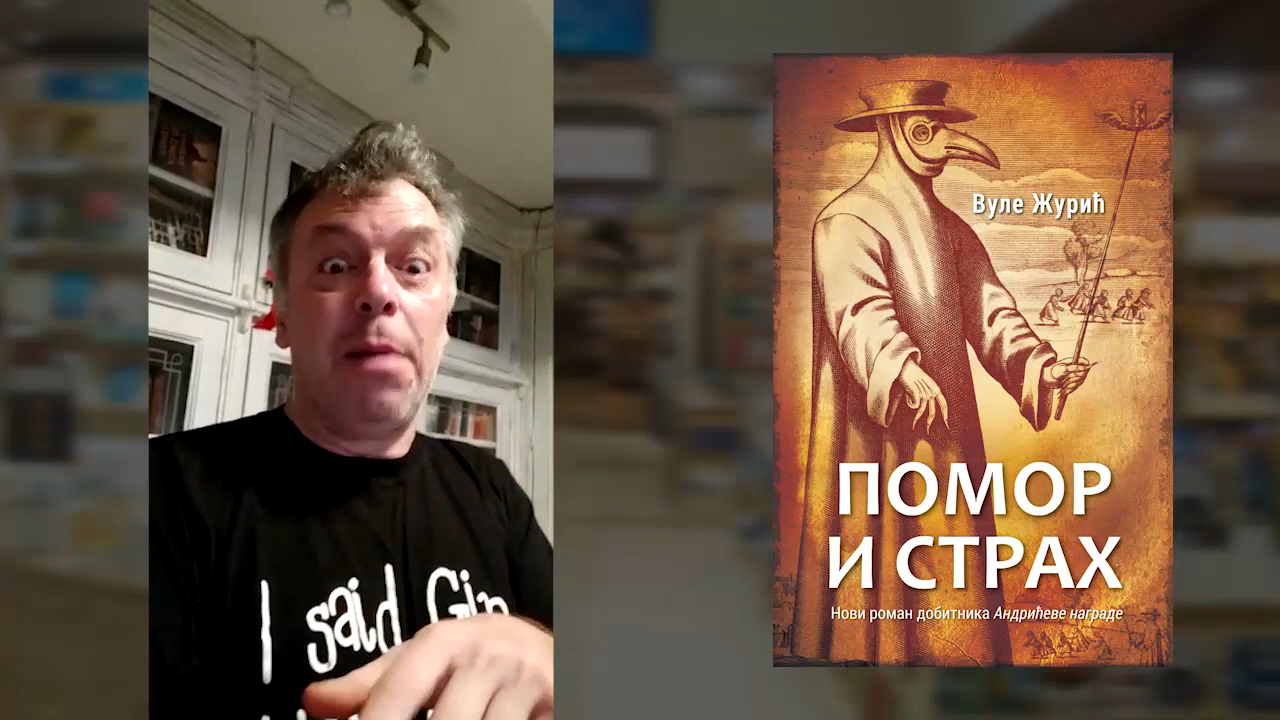 I said Gin
Вуле Журић
ПОМОР
И СТРАХ
Нови роман добитника Андрићеве награде